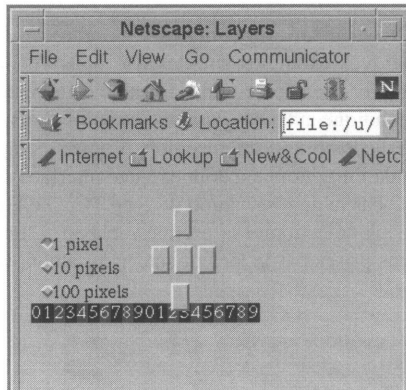 Netscape: Layers
File Edit View Go Communicator
N
Bookmarks Location: file:/u/
Internet Lookup New&Cool Netc
1 pixel
10 pixels
100 pixels
01234567890123456789